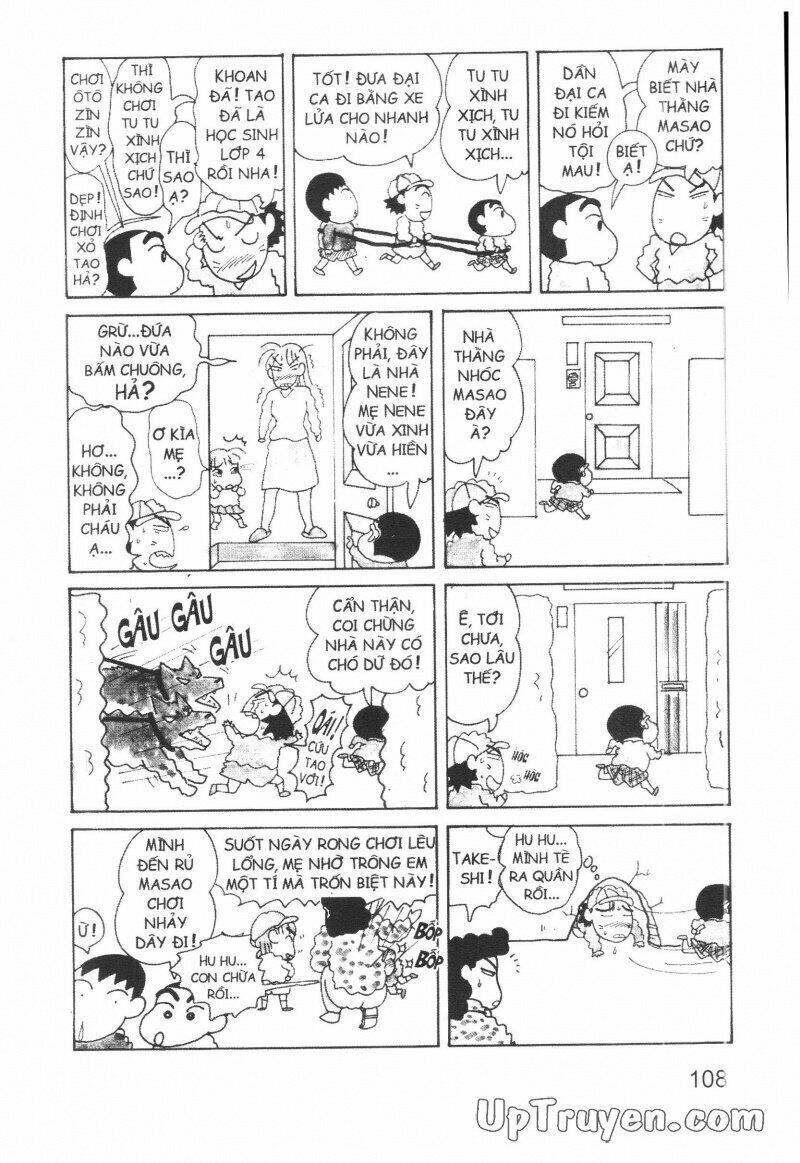 MÀY
BIẾT NHÀ
THẰNG
MASAO
CHỨ?
BIẾT
Ạ!
DẪN
ĐẠI CA
ĐI KIẾM
NÓ HỎI
TỘI
MAU!
TU TU
XÌNH
XỊCH, TU
TU XÌNH
XỊCH...
TỐT! ĐƯA ĐẠI
CA ĐI BẰNG XE
LỬA CHO NHANH
NÀO!
KHOAN
ĐÃ! TAO
ĐÃ LÀ
HỌC SINH
LỚP 4
RỒI NHA!
THÌ
SAO
Ạ?
THÌ
KHÔNG
CHƠI
TU TU
XÌNH
XỊCH
CHỨ
SAO!
CHƠI
ÔTÔ
ZÌN
ZÌN
VẬY?
DẸP!
ĐỊNH
CHƠI
XỎ
TAO
HẢ?
NHÀ
THẰNG
NHÓC
MASAO
ĐÂY
À?
KHÔNG
PHẢI, ĐÂY
LÀ NHÀ
NENE!
MẸ NENE
VỪA XINH
VỪA HIỀN
...
GRỪ...ĐỨA
NÀO VỪA
BẤM CHUÔNG,
HẢ?
Ơ KÌA
MẸ
...?
HƠ...
KHÔNG,
KHÔNG
PHẢI
CHÁU
Ạ...
Ê, TỚI
CHƯA,
SAO LÂU
THẾ?
HỘC
HỘC
CẨN THẬN,
COI CHỪNG
NHÀ NÀY CÓ
CHÓ DỮ ĐÓ!
GÂU GÂU
GÂU
OÁI!
CỨU
TAO
VỚI!
HU HU...
MÌNH TÈ
RA QUẦN
RỒI...
TAKE-
SHI!
SUỐT NGÀY RONG CHƠI LÊU
LỔNG, MẸ NHỜ TRÔNG EM
MỘT TÍ MÀ TRỐN BIỆT NÀY!
BỐP
BỐP
HU HU...
CON CHỪA
RỒI...
MÌNH
ĐẾN RỦ
MASAO
CHƠI
NHẢY
DÂY ĐI!
Ừ!
108
UpTruyen.com